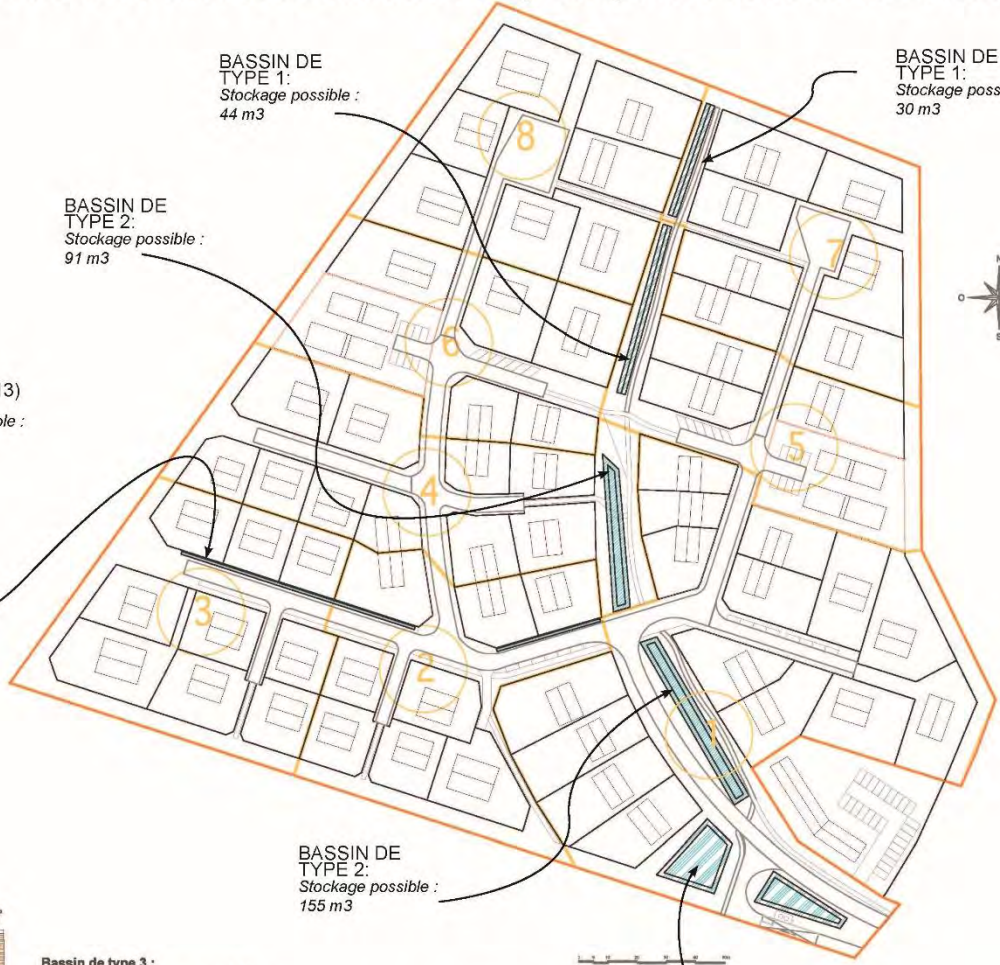 BASSIN DE
TYPE 1:
Stockage possible :
44 m3
BASSIN DE
TYPE 1:
Stockage poss
30 m3
BASSIN DE
TYPE 2:
Stockage possible :
91 m3
8
7
O
S
6
13)
ble :
5
4
3
2
1
BASSIN DE
TYPE 2:
Stockage possible :
155 m3
Bassin de type 3 :